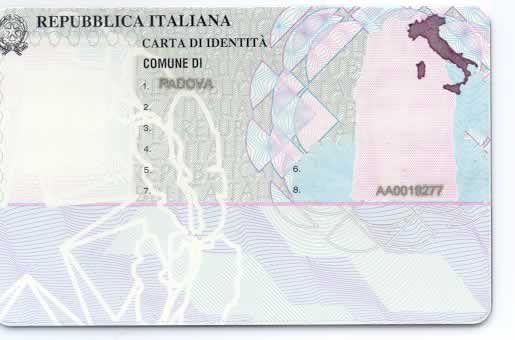 REPUBBLICA ITALIANA
CARTA DI IDENTITÀ
COMUNE DI
1. PADOVA
2.
3.
4.
5.
7.
6.
8. AA0019277